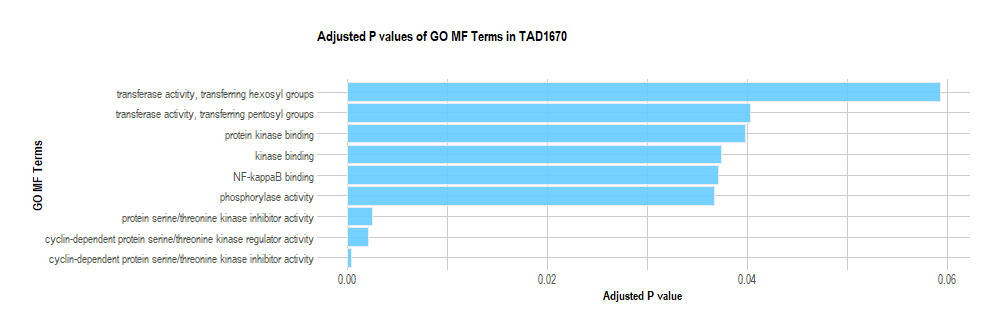 Adjusted P values of GO MF Terms in TAD1670
GO MF Terms
transferase activity, transferring hexosyl groups
transferase activity, transferring pentosyl groups
protein kinase binding
kinase binding
NF-kappaB binding
phosphorylase activity
protein serine/threonine kinase inhibitor activity
cyclin-dependent protein serine/threonine kinase regulator activity
cyclin-dependent protein serine/threonine kinase inhibitor activity
0.00 0.02 0.04 0.06
Adjusted P value